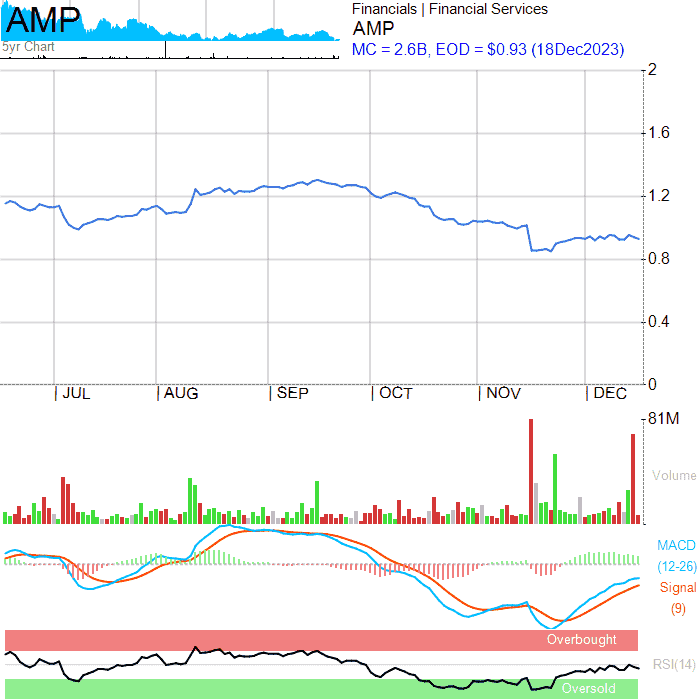 AMP
5yr Chart
Financials | Financial Services
AMP
MC = 2.6B, EOD = $0.93 (18Dec2023)
2
1.6
1.2
0.8
0.4
0
| JUL | AUG | SEP | OCT | NOV | DEC
81M
Volume
MACD
(12-26)
Signal
(9)
Overbought
RSI(14)
Oversold